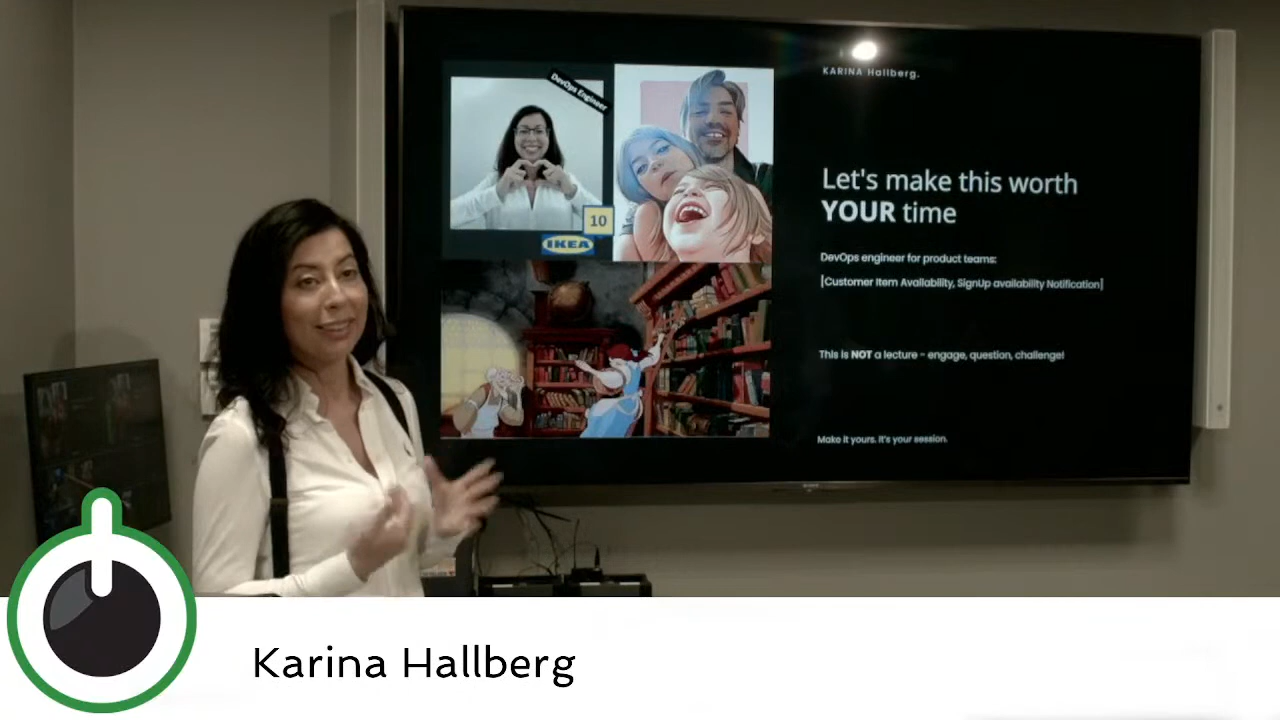 DevOps Engineer
10
IKEA
KARINA Hallberg.
Let's make this worth
YOUR time
DevOps engineer for product teams:
[Customer Item Availability, SignUp availability Notification]
This is NOT a lecture - engage, question, challenge!
Make it yours. It's your session.
Karina Hallberg